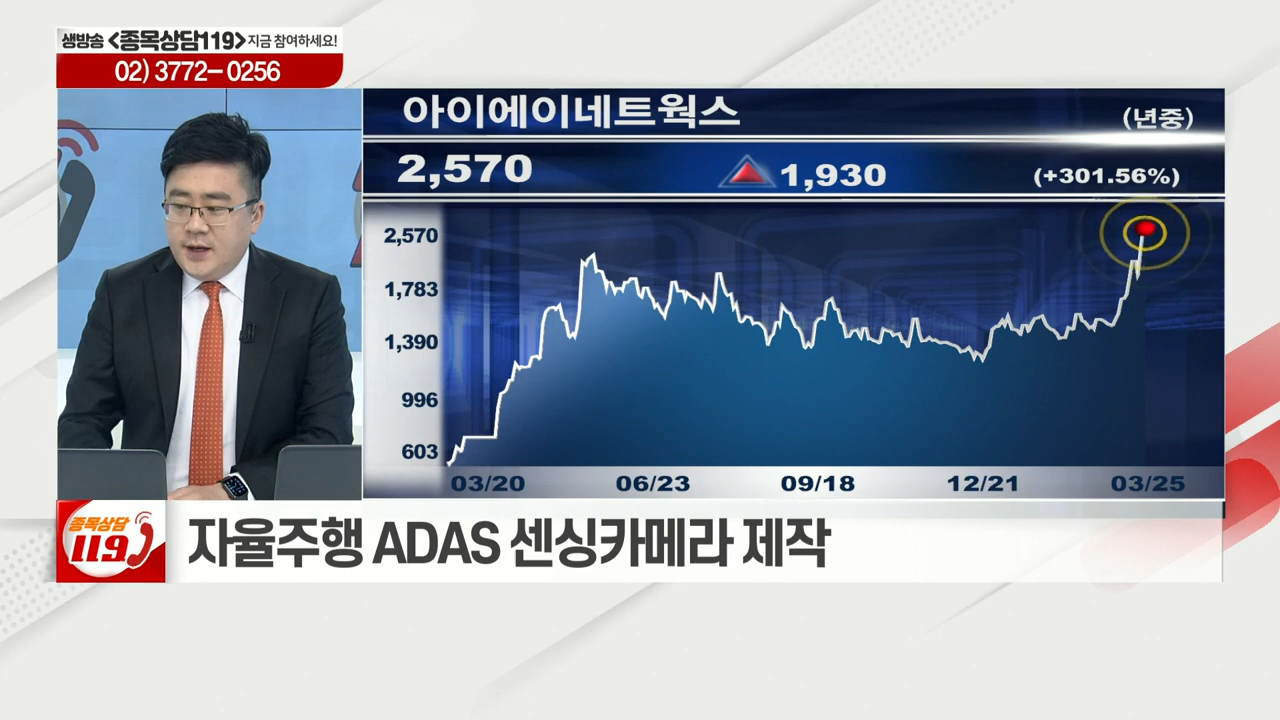 생방송 <종목상담119> 지금 참여하세요!
02) 3772-0256
아이에이네트웍스
(년중)
2,570 1,930 (+301.56%)
2,570
1,783
1,390
996
603
03/20 06/23 09/18 12/21 03/25
종목상담
119
자율주행 ADAS 센싱카메라 제작